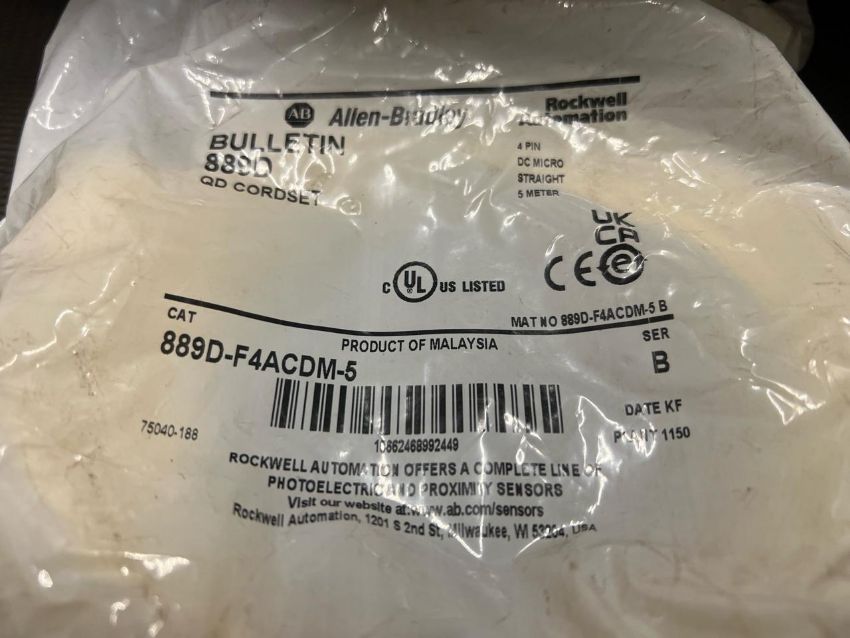 AB Allen-Bradley
Rockwell
Automation
BULLETIN
889D
QD CORDSET
4 PIN
DC MICRO
STRAIGHT
5 METER
UK
CA
C UL US LISTED
CE e
CAT
MAT NO 889D-F4ACDM-5 B
889D-F4ACDM-5
PRODUCT OF MALAYSIA
SER
B
DATE KF
75040-188
1150
10662468992449
ROCKWELL AUTOMATION OFFERS A COMPLETE LINE OF
PHOTOELECTRIC AND PROXIMITY SENSORS
Visit our website at:www.ab.com/sensors
Rockwell Automation, 1201 S 2nd St, Milwaukee, WI 53204, USA